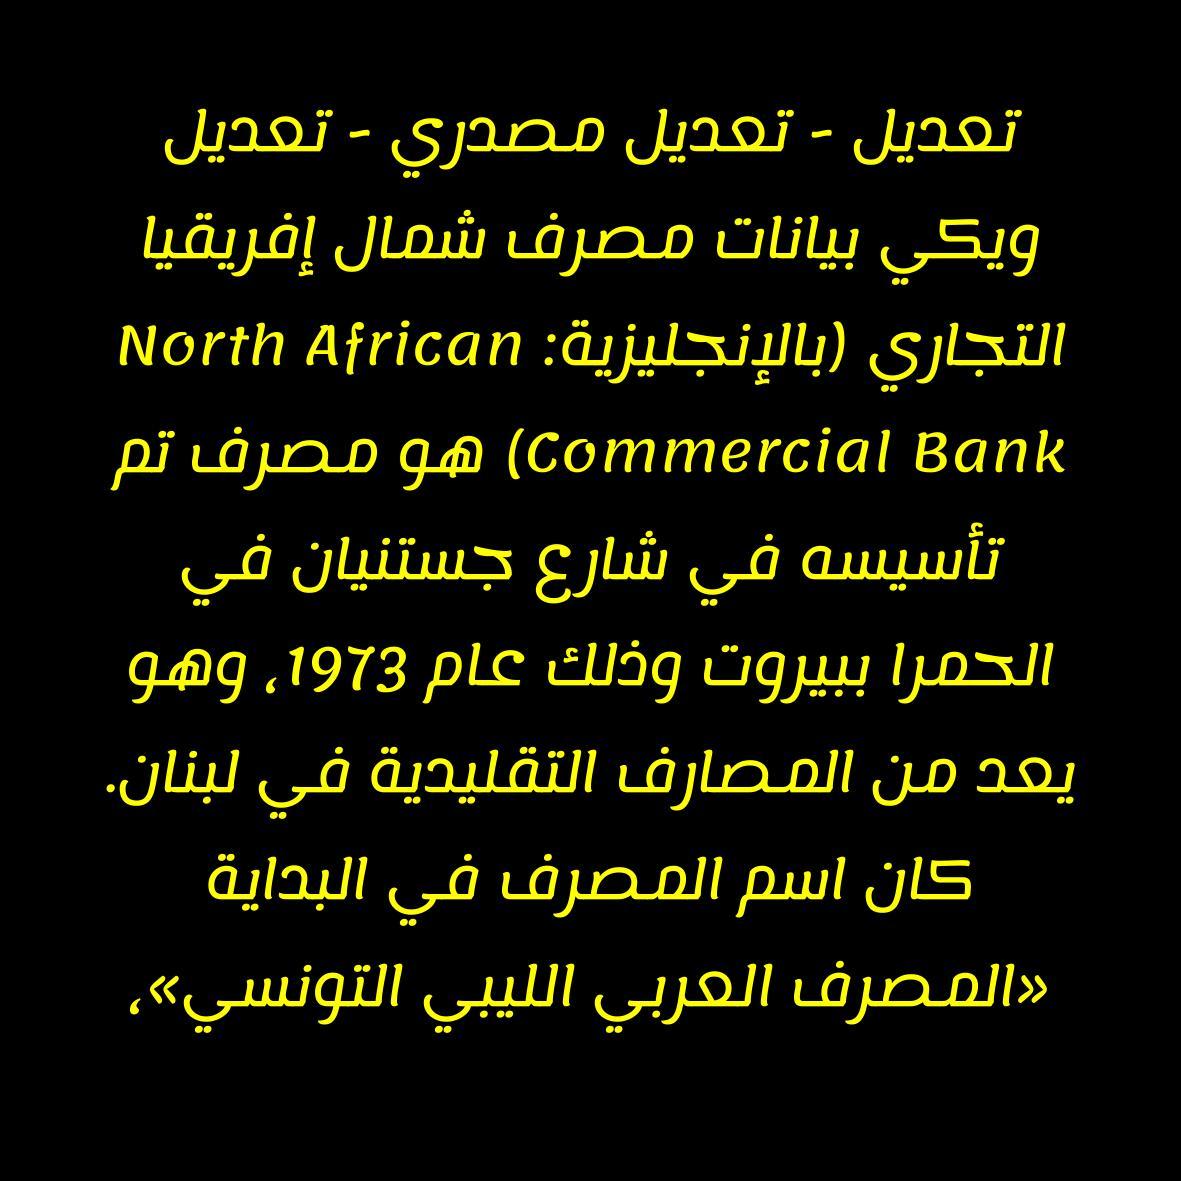 تعديل - تعديل مصدري - تعديل
ويكي بيانات مصرف شمال إفريقيا
التجاري (بالإنجليزية: North African
Commercial Bank) هو مصرف تم
تأسيسه في شارع جستنيان في
الحمرا ببيروت وذلك عام 1973، وهو
يعد من المصارف التقليدية في لبنان.
كان اسم المصرف في البداية
«المصرف العربي الليبي التونسي»،